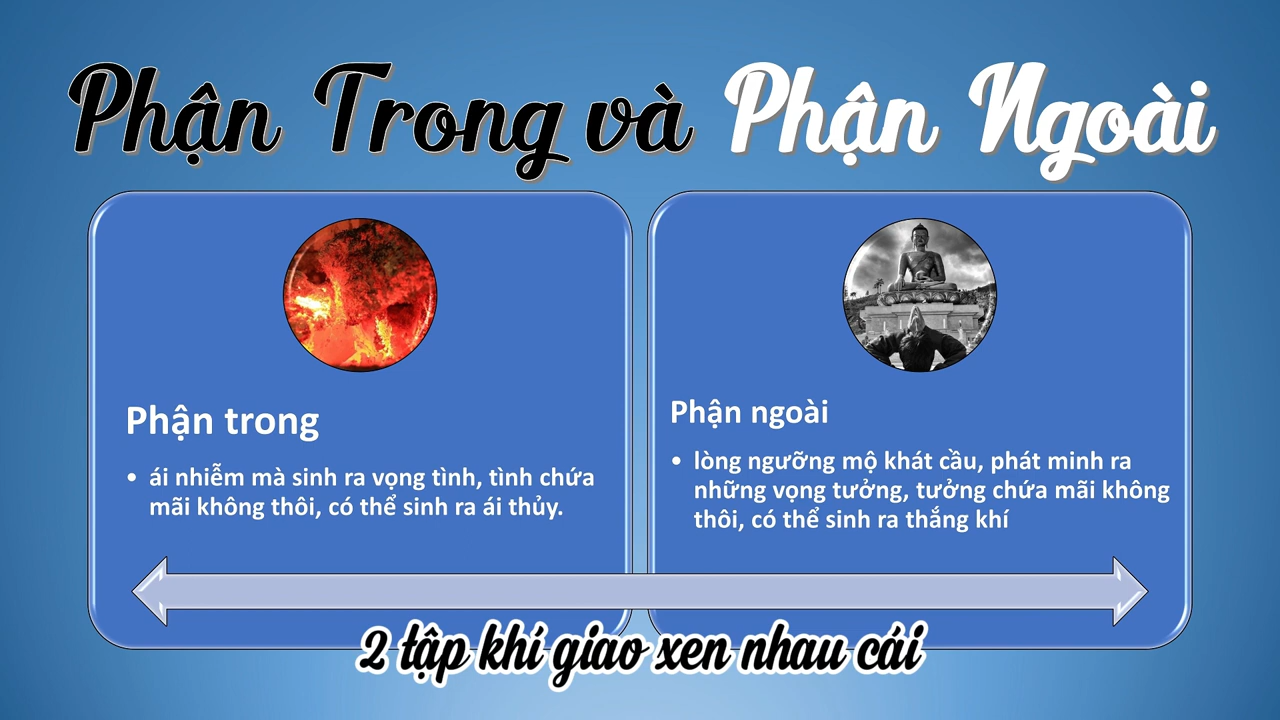 Phận Trong và Phận Ngoài
Phận trong
• ái nhiễm mà sinh ra vọng tình, tình chứa
mãi không thôi, có thể sinh ra ái thủy.
Phận ngoài
• lòng ngưỡng mộ khát cầu, phát minh ra
những vọng tưởng, tưởng chứa mãi không
thôi, có thể sinh ra thắng khí
2 tập khí giao xen nhau cái